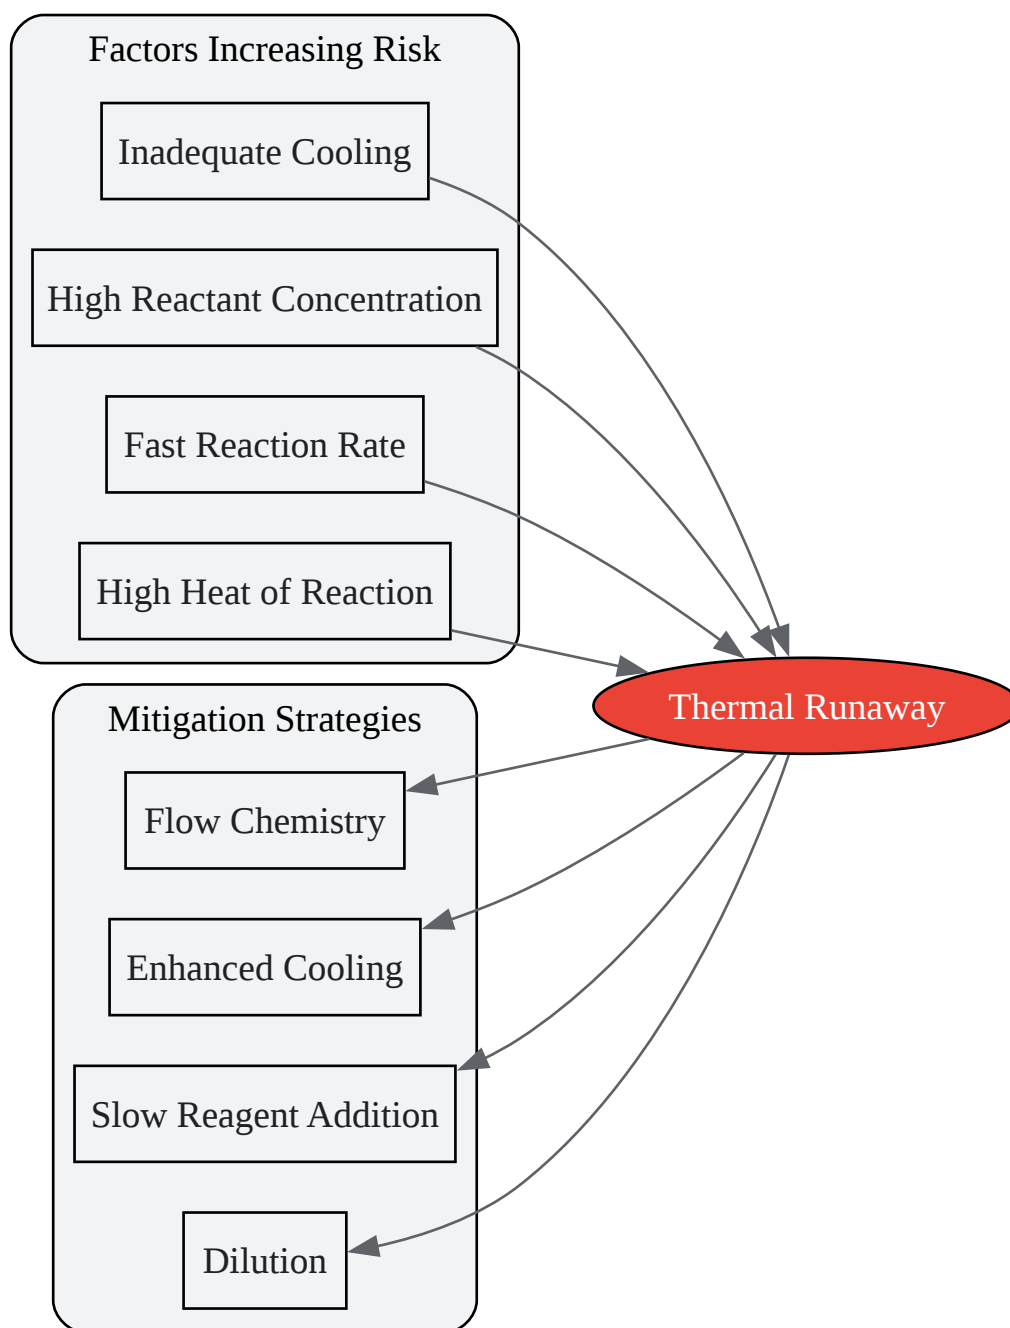 Factors Increasing Risk
Inadequate Cooling
High Reactant Concentration
Fast Reaction Rate
High Heat of Reaction
Thermal Runaway
Mitigation Strategies
Flow Chemistry
Enhanced Cooling
Slow Reagent Addition
Dilution